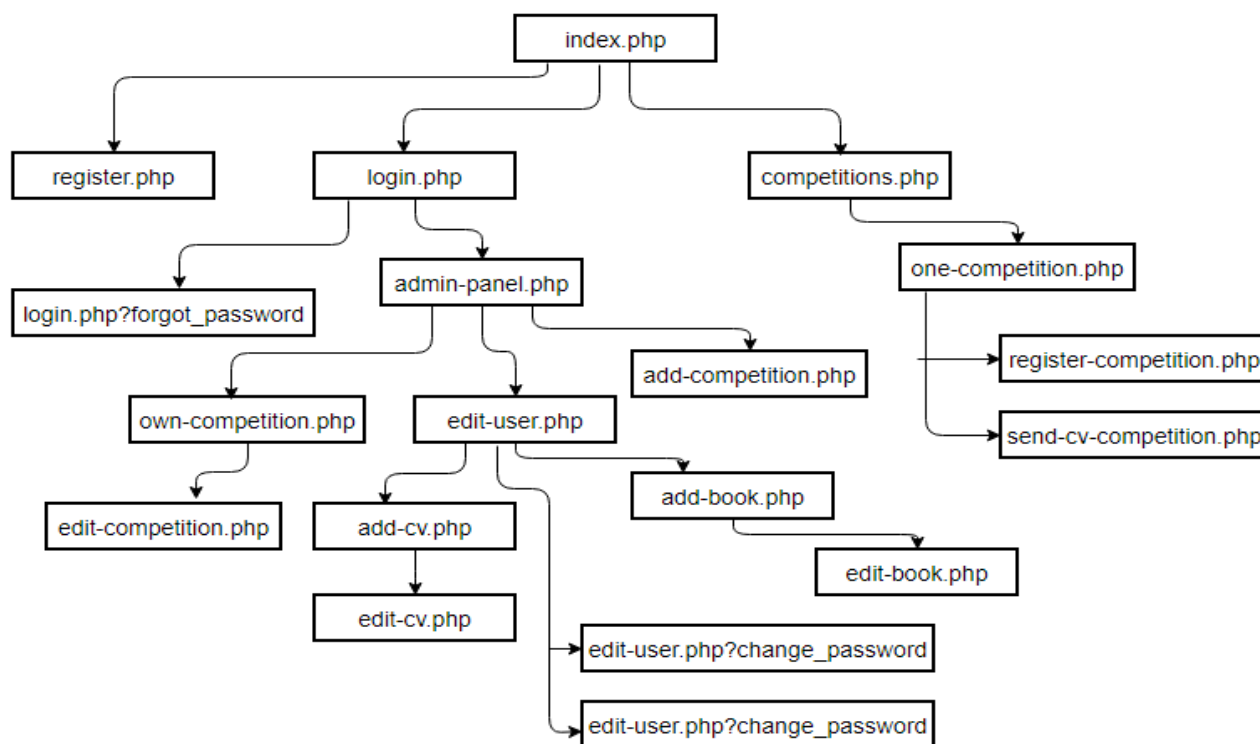 index.php
register.php
login.php
competitions.php
login.php?forgot_password
admin-panel.php
one-competition.php
own-competition.php
edit-user.php
add-competition.php
register-competition.php
send-cv-competition.php
edit-competition.php
add-cv.php
add-book.php
edit-cv.php
edit-book.php
edit-user.php?change_password
edit-user.php?change_password